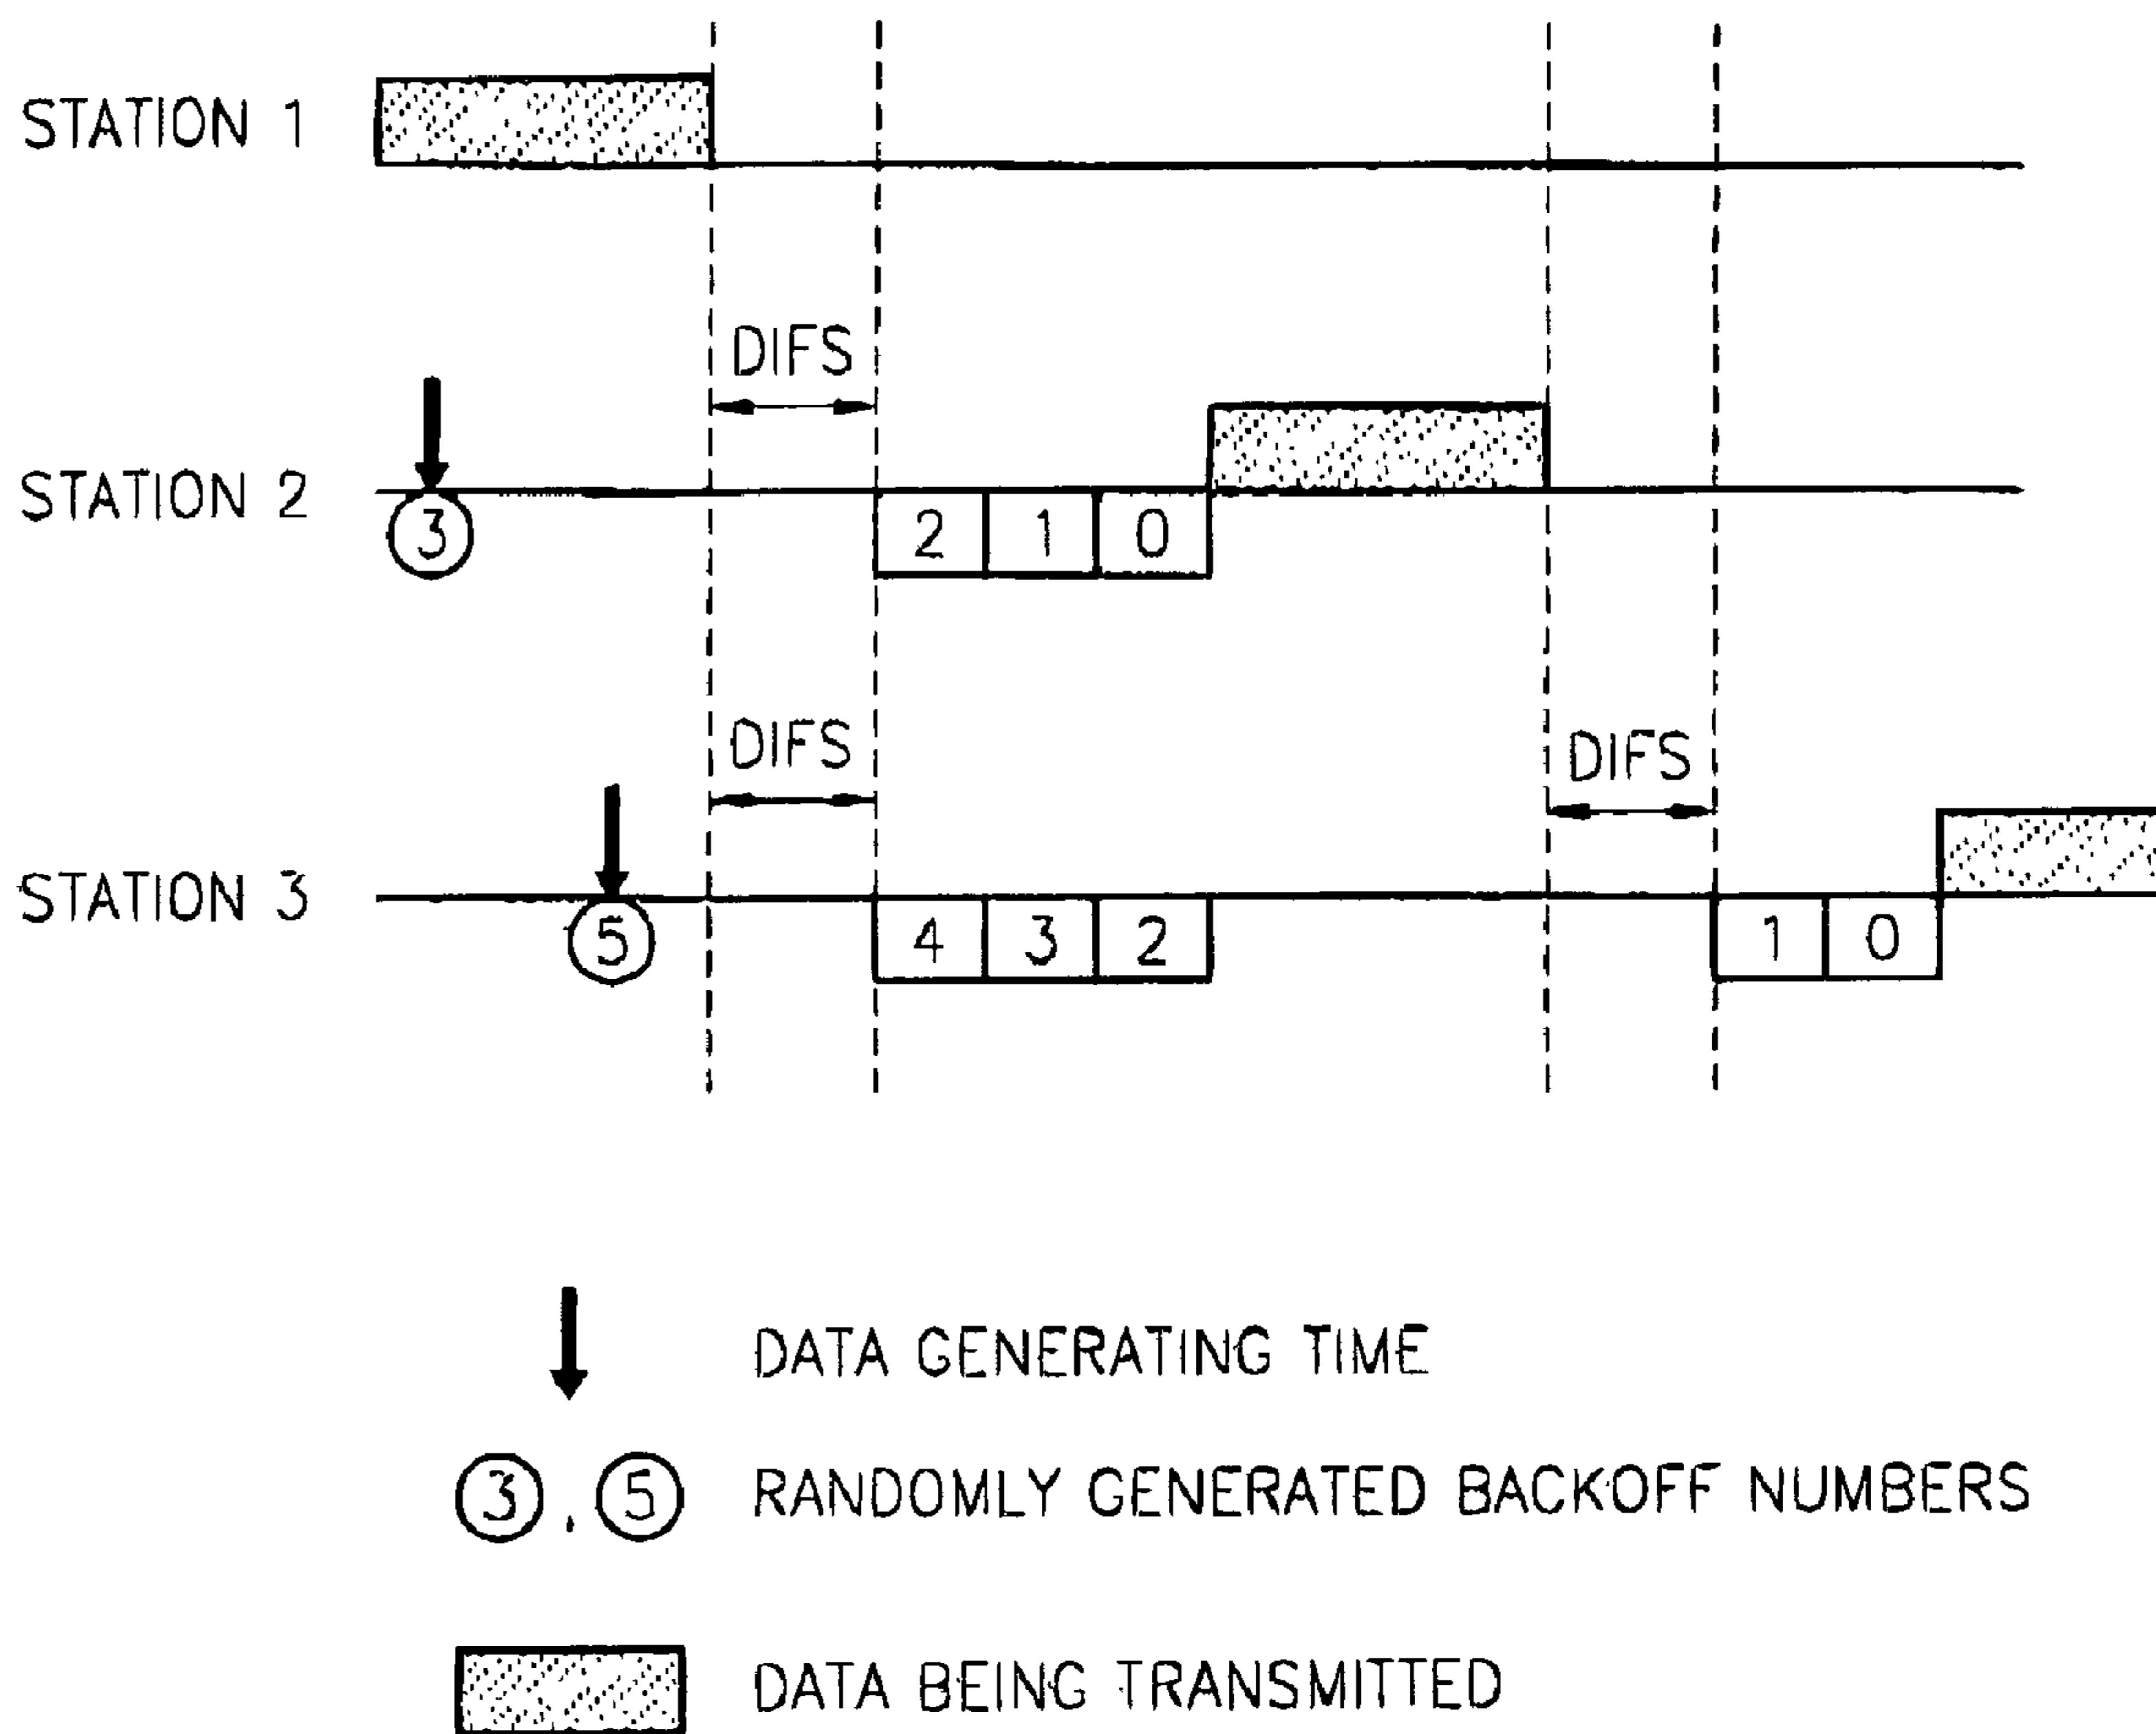 STATION 1
DIFS
STATION 2
3
2 1 0
DIFS
DIFS
STATION 3
5
4 3 2
1 0
DATA GENERATING TIME
3 , 5 RANDOMLY GENERATED BACKOFF NUMBERS
DATA BEING TRANSMITTED